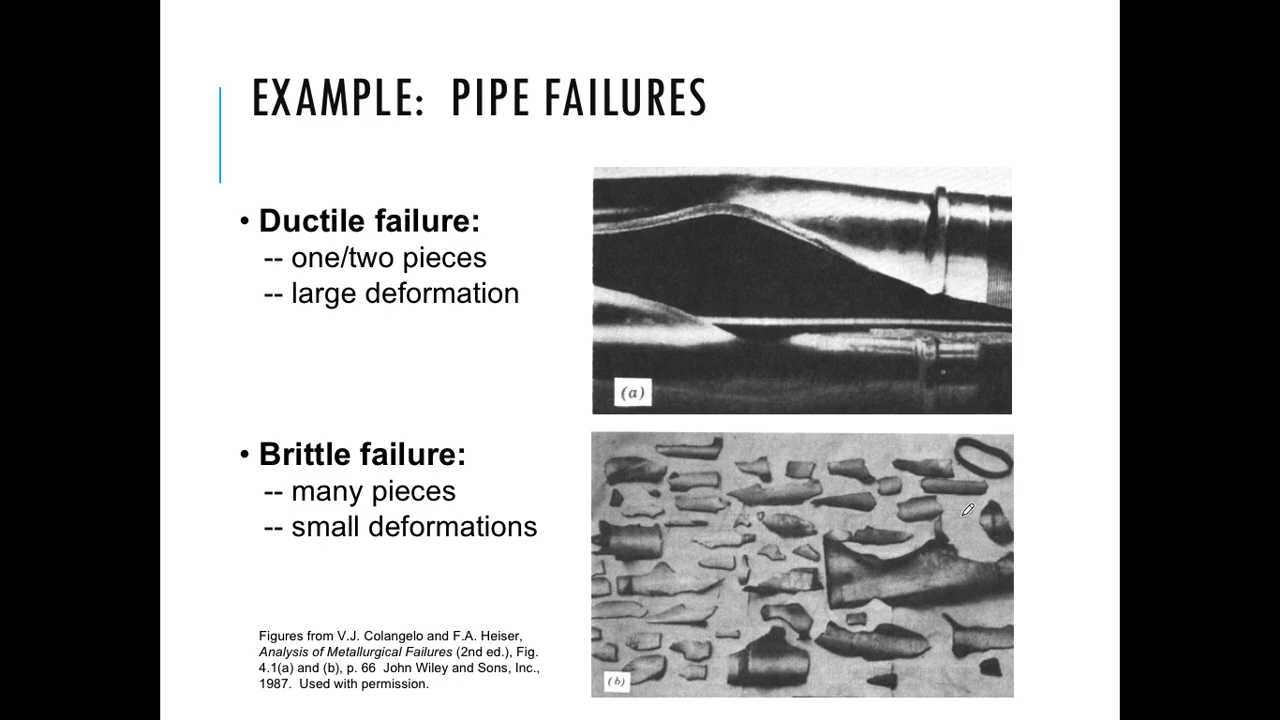 EXAMPLE: PIPE FAILURES
• Ductile failure:
-- one/two pieces
-- large deformation
(a)
• Brittle failure:
-- many pieces
-- small deformations
Figures from V.J. Colangelo and F.A. Heiser,
Analysis of Metallurgical Failures (2nd ed.), Fig.
4.1(a) and (b), p. 66 John Wiley and Sons, Inc.,
1987. Used with permission.
(b)